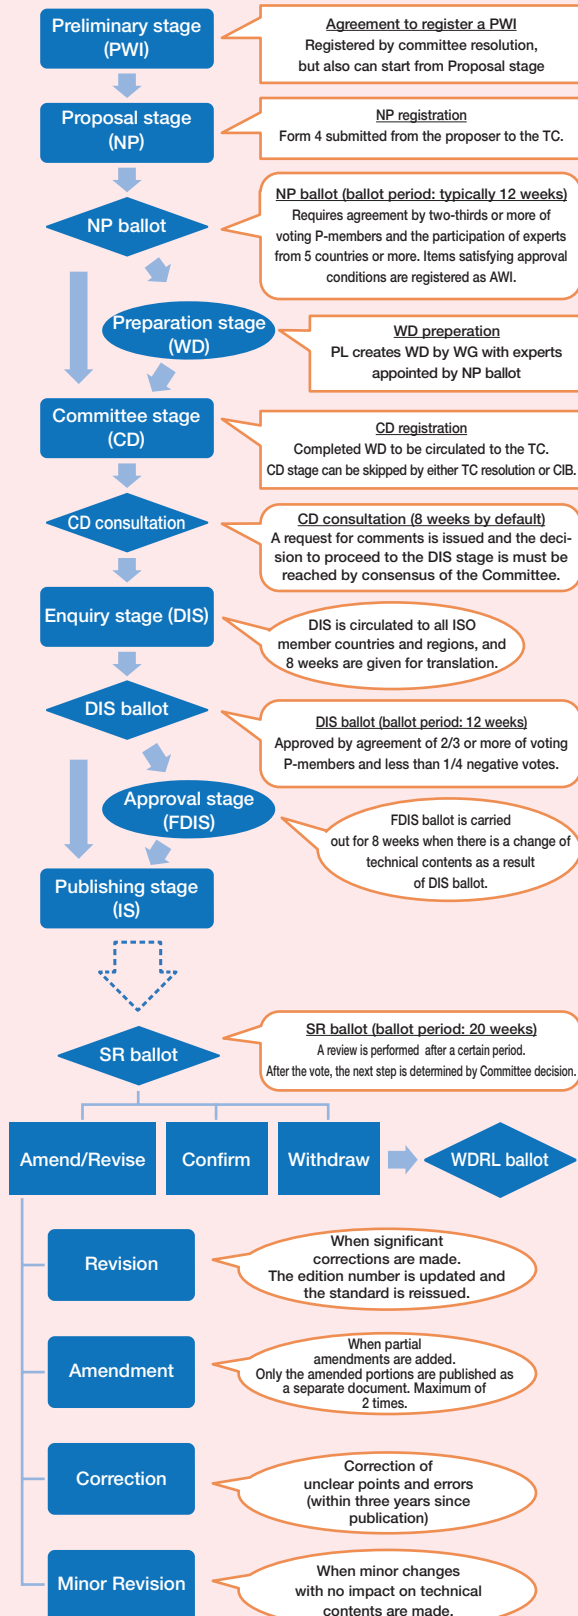 Preliminary stage
(PWI)
Agreement to register a PWI
Registered by committee resolution,
but also can start from Proposal stage
Proposal stage
(NP)
NP registration
Form 4 submitted from the proposer to the TC.
NP ballot
NP ballot (ballot period: typically 12 weeks)
Requires agreement by two-thirds or more of
voting P-members and the participation of experts
from 5 countries or more. Items satisfying approval
conditions are registered as AWI.
Preparation stage
(WD)
WD preperation
PL creates WD by WG with experts
appointed by NP ballot
Committee stage
(CD)
CD registration
Completed WD to be circulated to the TC.
CD stage can be skipped by either TC resolution or CIB.
CD consultation
CD consultation (8 weeks by default)
A request for comments is issued and the deci-
sion to proceed to the DIS stage is must be
reached by consensus of the Committee.
Enquiry stage (DIS)
DIS is circulated to all ISO
member countries and regions, and
8 weeks are given for translation.
DIS ballot
DIS ballot (ballot period: 12 weeks)
Approved by agreement of 2/3 or more of voting
P-members and less than 1/4 negative votes.
Approval stage
(FDIS)
FDIS ballot is carried
out for 8 weeks when there is a change of
technical contents as a result
of DIS ballot.
Publishing stage
(IS)
SR ballot
SR ballot (ballot period: 20 weeks)
A review is performed after a certain period.
After the vote, the next step is determined by Committee decision.
Amend/Revise
Confirm
Withdraw
WDRL ballot
Revision
When significant
corrections are made.
The edition number is updated and
the standard is reissued.
Amendment
When partial
amendments are added.
Only the amended portions are published as
a separate document. Maximum of
2 times.
Correction
Correction of
unclear points and errors
(within three years since
publication)
Minor Revision
When minor changes
with no impact on technical
contents are made.